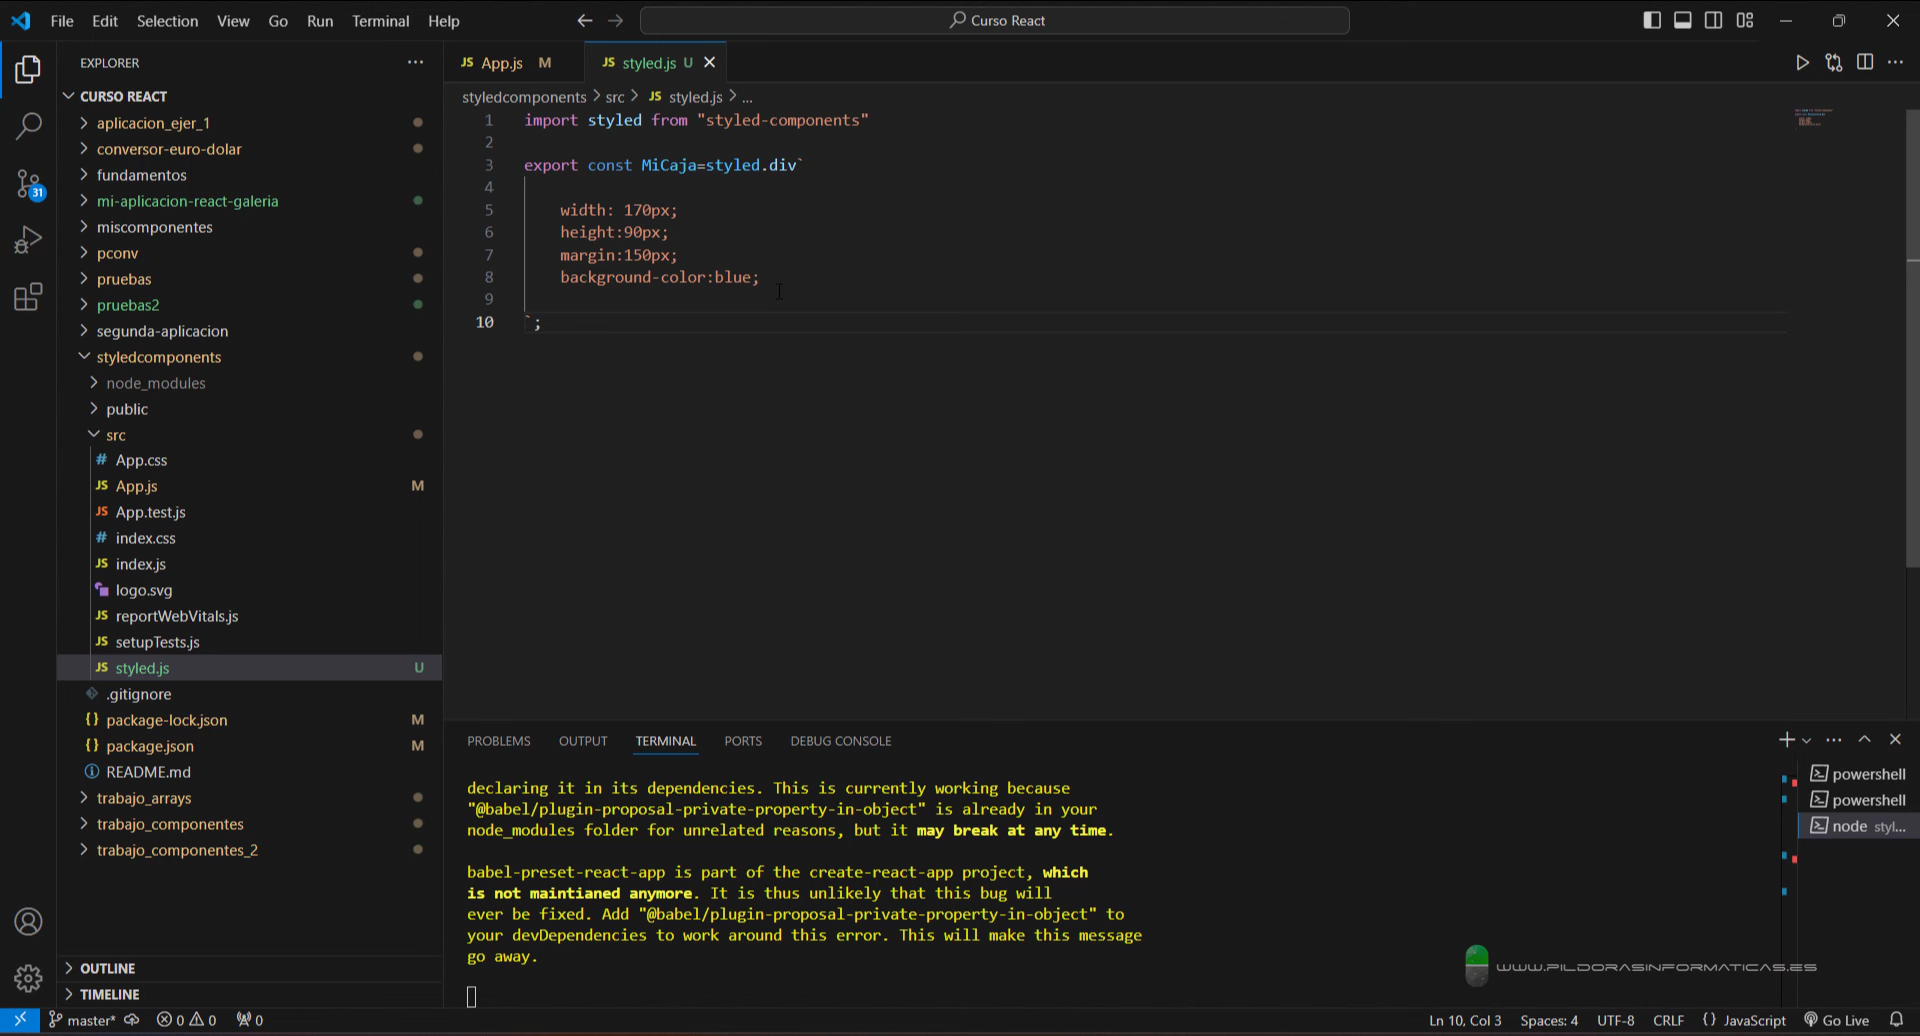 File Edit Selection View Go Run Terminal Help
Curso React
EXPLORER
CURSO REACT
aplicacion_ejer_1
conversor-euro-dolar
fundamentos
mi-aplicacion-react-galeria
miscomponentes
pconv
pruebas
pruebas2
segunda-aplicacion
styledcomponents
node_modules
public
src
# App.css
JS App.js M
JS App.test.js
# index.css
JS index.js
logo.svg
JS reportWebVitals.js
JS setupTests.js
JS styled.js U
.gitignore
{} package-lock.json M
{} package.json M
README.md
trabajo_arrays
trabajo_componentes
trabajo_componentes_2
OUTLINE
TIMELINE
31
JS App.js M
JS styled.js U
styledcomponents > src > JS styled.js > ...
1 import styled from "styled-components"
2
3 export const MiCaja=styled.div`
4
5 width: 170px;
6 height:90px;
7 margin:150px;
8 background-color:blue;
9
10 `;
PROBLEMS OUTPUT TERMINAL PORTS DEBUG CONSOLE
declaring it in its dependencies. This is currently working because
"@babel/plugin-proposal-private-property-in-object" is already in your
node_modules folder for unrelated reasons, but it may break at any time.
babel-preset-react-app is part of the create-react-app project, which
is not maintianed anymore. It is thus unlikely that this bug will
ever be fixed. Add "@babel/plugin-proposal-private-property-in-object" to
your devDependencies to work around this error. This will make this message
go away.
powershell
powershell
node styl...
WWW.PILDORASINFORMATICAS.ES
master* 0 0 0
Ln 10, Col 3 Spaces: 4 UTF-8 CRLF {} JavaScript Go Live